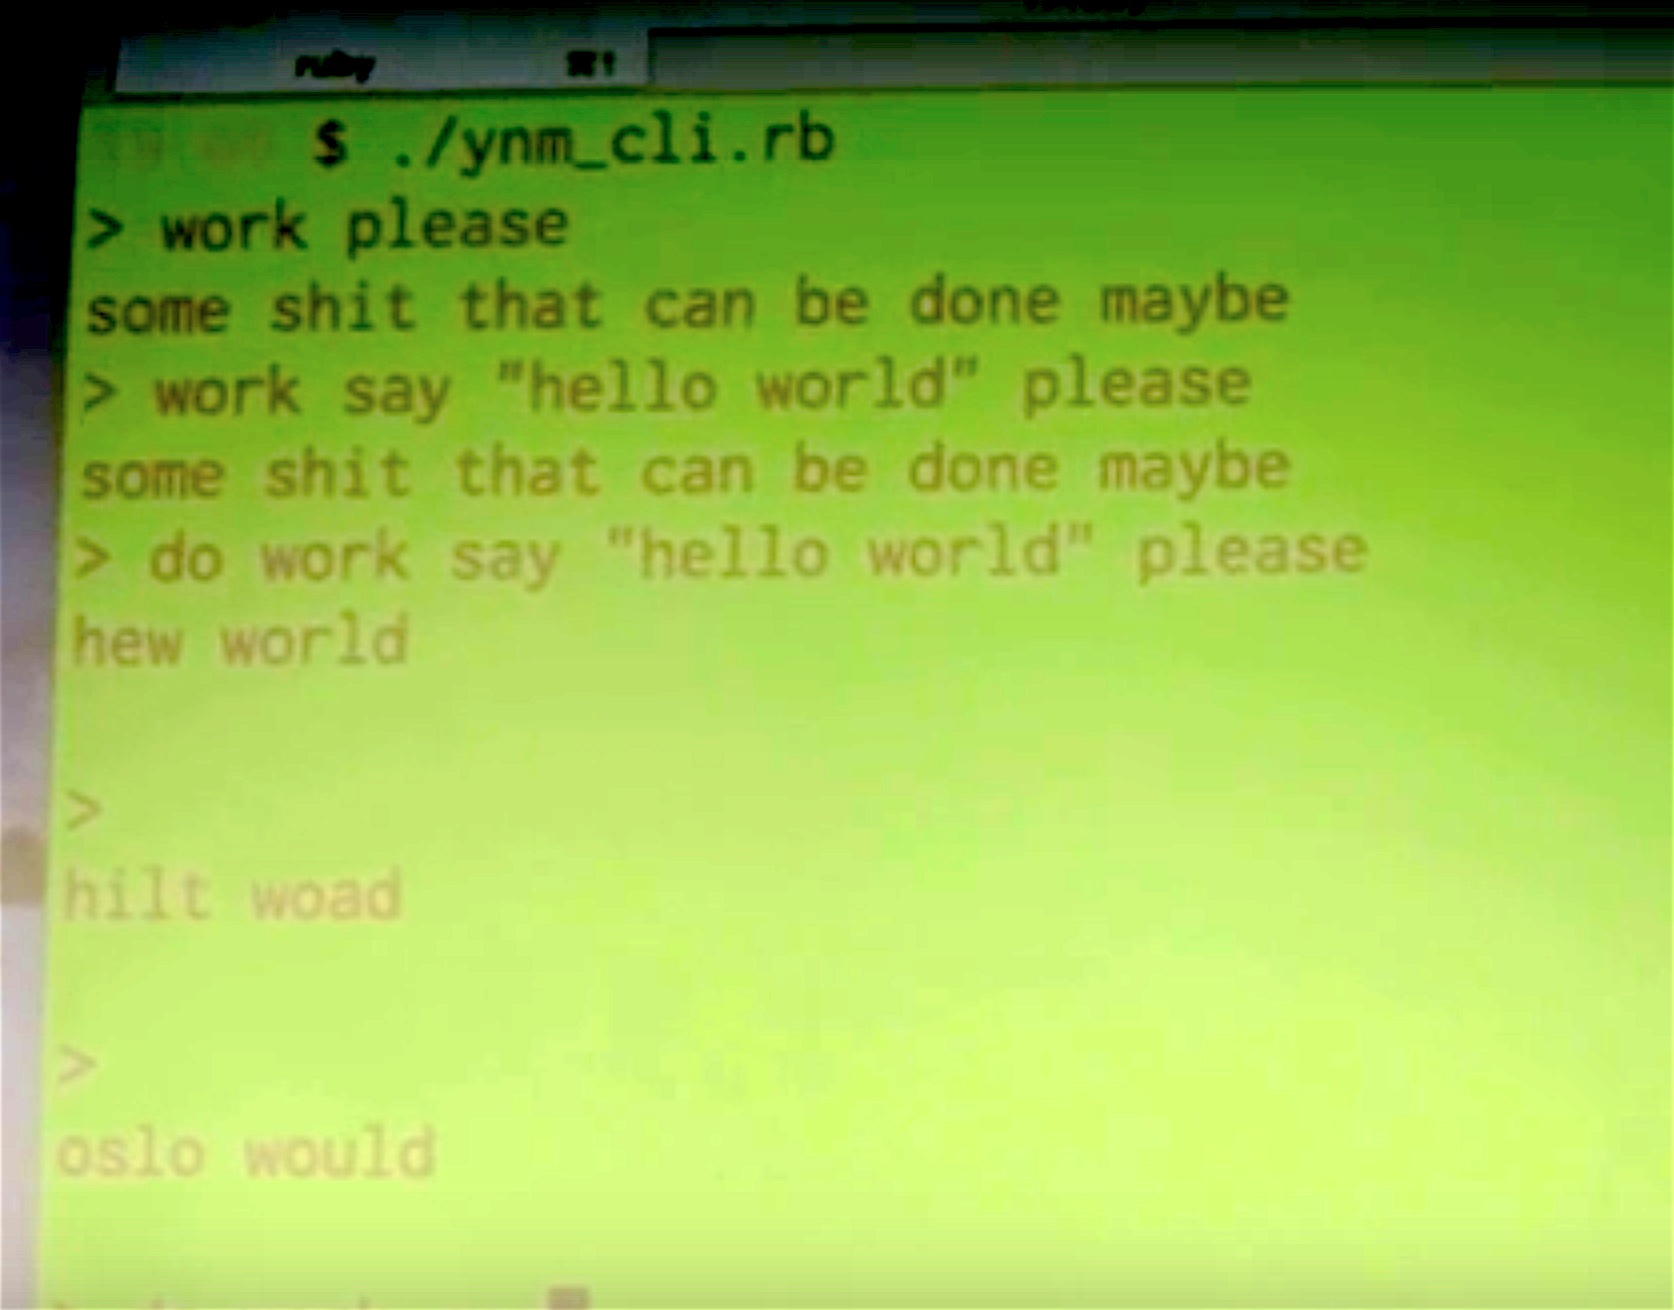 ruby ⌘1
$ ./ynm_cli.rb
> work please
some shit that can be done maybe
> work say "hello world" please
some shit that can be done maybe
> do work say "hello world" please
hew world
>
hilt woad
>
oslo would